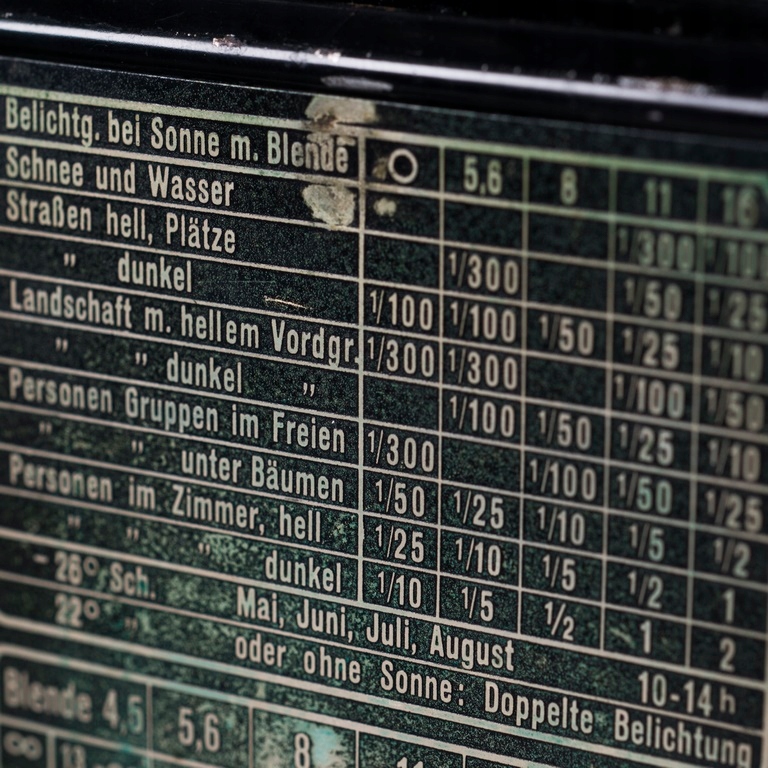 Belichtg. bei Sonne m. Blende O 5,6 8 11 16
Schnee und Wasser 1/300 1/100
Straßen hell, Plätze 1/300 1/50 1/25
" dunkel 1/100 1/100 1/50 1/25 1/10
Landschaft m. hellem Vordgr. 1/300 1/300 1/100 1/50
" " dunkel " 1/100 1/50 1/25 1/10
Personen Gruppen im Freien 1/300 1/100 1/50 1/25
" " unter Bäumen 1/50 1/25 1/10 1/5 1/2
Personen im Zimmer, hell 1/25 1/10 1/5 1/2 1
" " " dunkel 1/10 1/5 1/2 1 2
- 26° Sch. Mai, Juni, Juli, August 10-14h
22° " oder ohne Sonne: Doppelte Belichtung
Blende 4,5 5,6 8 11
∞ 13